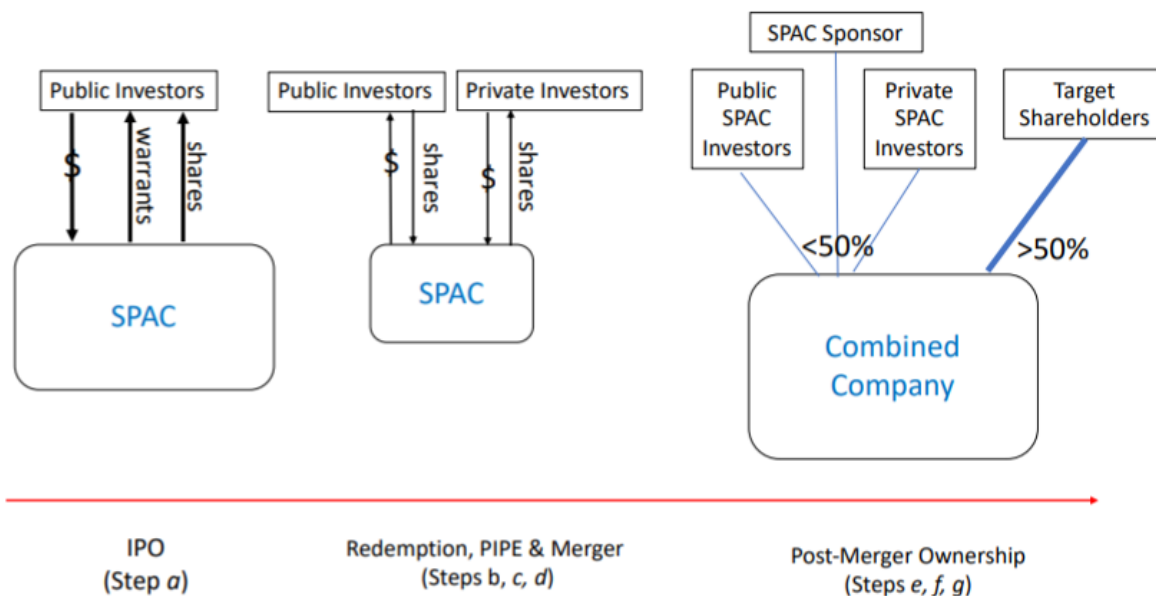 SPAC Sponsor
Public Investors
Public Investors
Private Investors
Public
SPAC
Investors
Private
SPAC
Investors
Target
Shareholders
$
warrants
shares
$
shares
$
shares
<50%
>50%
SPAC
SPAC
Combined
Company
IPO
(Step a)
Redemption, PIPE & Merger
(Steps b, c, d)
Post-Merger Ownership
(Steps e, f, g)